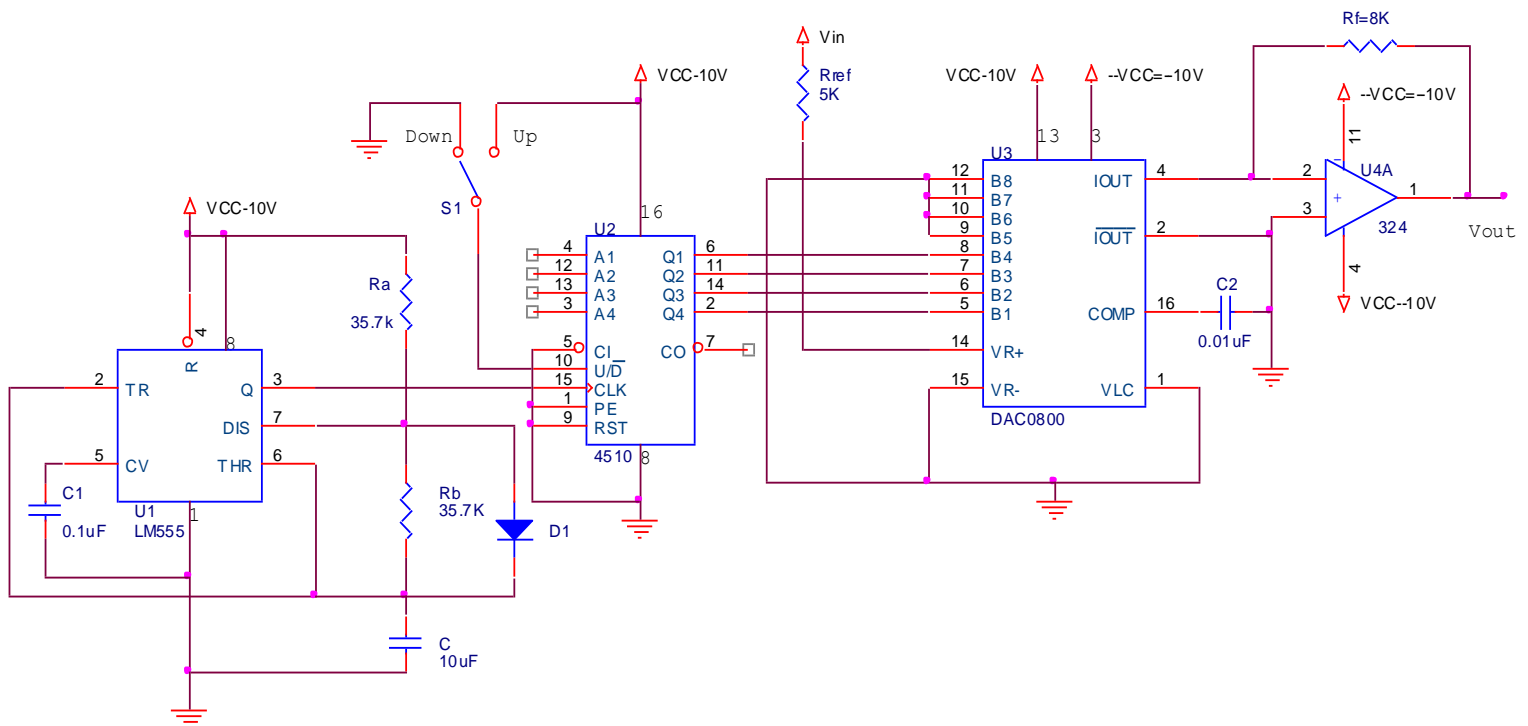 Rf=8K
Vin
VCC-10V
VCC-10V
--VCC=-10V
Rref
5K
--VCC=-10V
Down
Up
13
3
11
U3
U4A
12
B8
IOUT
4
2
1
11
B7
+
10
B6
3
324
9
B5
IOUT
2
Vout
S1
VCC-10V
16
U2
4
A1
Q1
6
8
B4
12
A2
Q2
11
7
B3
13
A3
Q3
14
6
B2
3
A4
Q4
2
5
B1
COMP
16
C2
0.01uF
4
VCC--10V
Ra
35.7k
4
8
R
5
CI
CO
7
14
VR+
10
U/D
2
TR
Q
3
15
CLK
15
VR-
VLC
1
1
PE
DAC0800
DIS
7
9
RST
4510
8
5
CV
THR
6
C1
0.1uF
U1
LM555
1
Rb
35.7K
D1
C
10uF